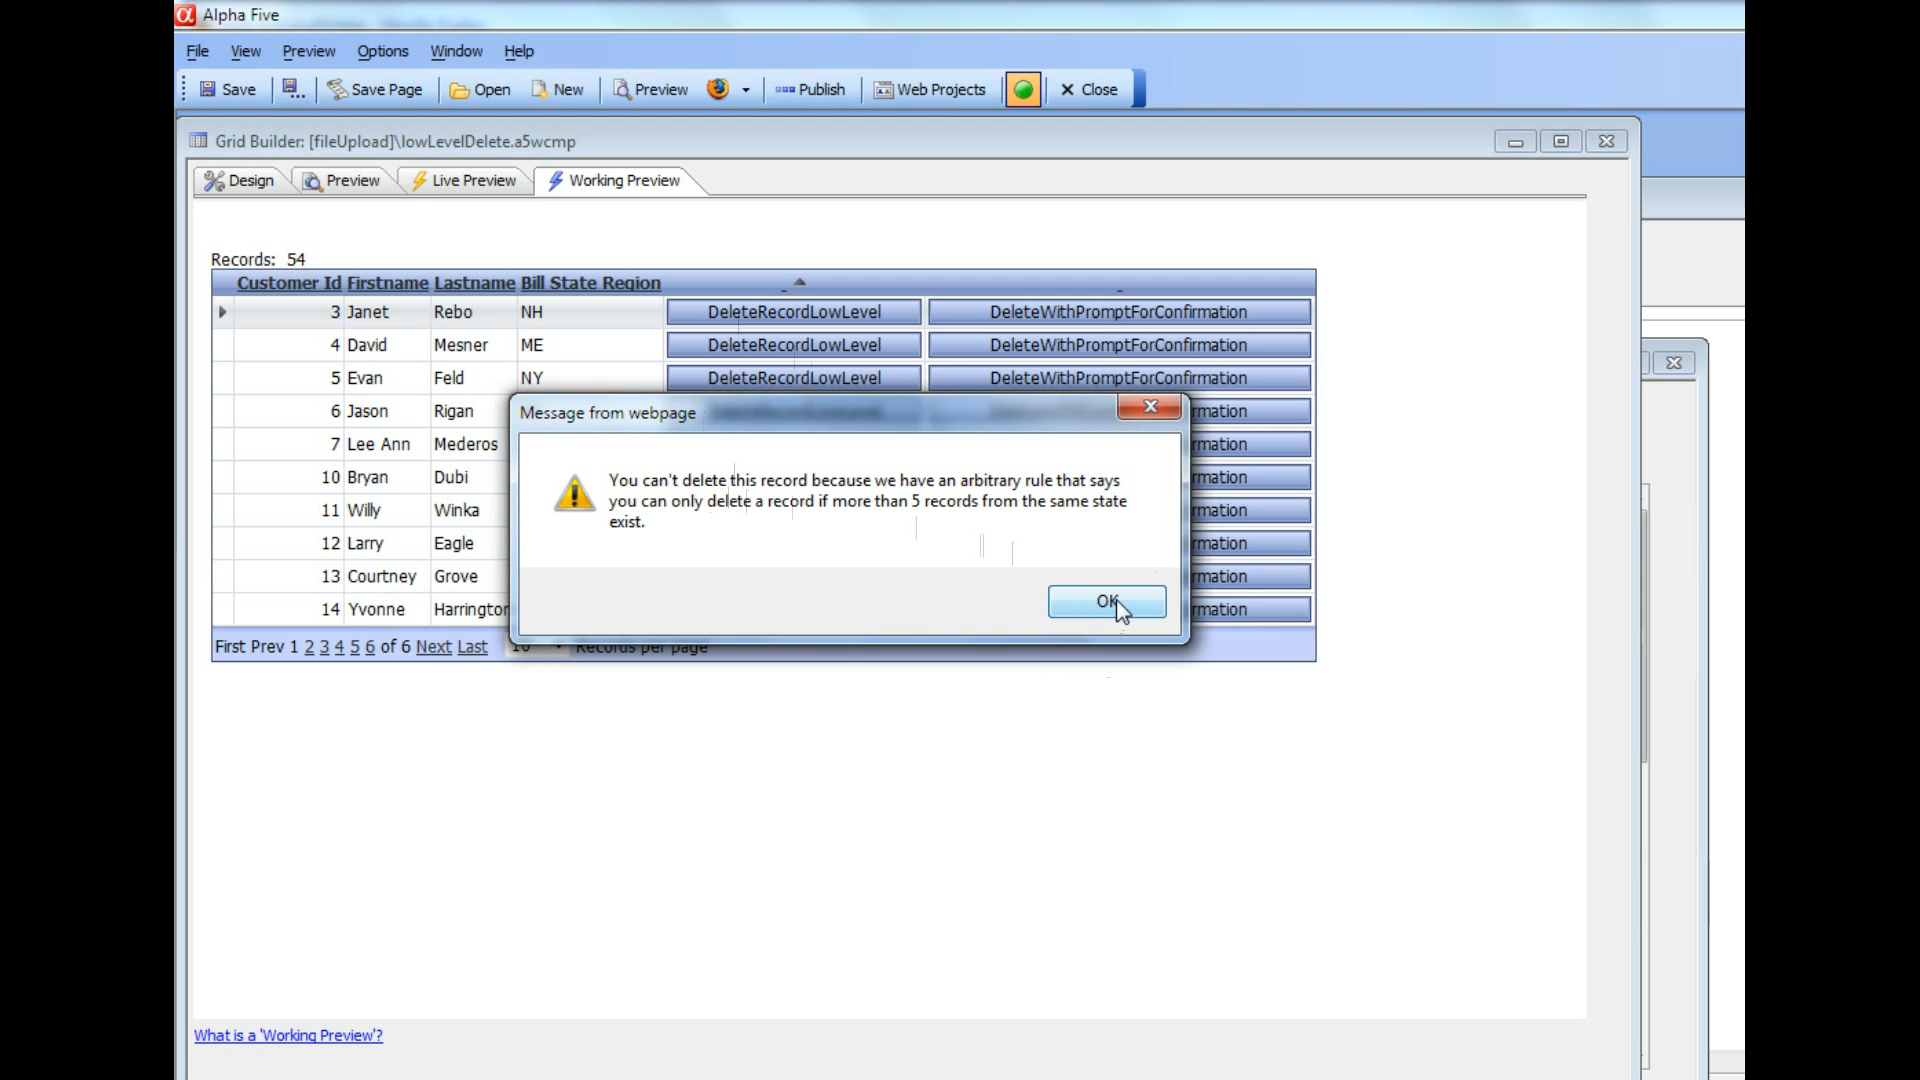 Alpha Five
File View Preview Options Window Help
Save Save Page Open New Preview Publish Web Projects Close
Grid Builder: [fileUpload]\lowLevelDelete.a5wcmp
Design Preview Live Preview Working Preview
Records: 54
Customer Id Firstname Lastname Bill State Region
3 Janet Rebo NH DeleteRecordLowLevel DeleteWithPromptForConfirmation
4 David Mesner ME DeleteRecordLowLevel DeleteWithPromptForConfirmation
5 Evan Feld NY DeleteRecordLowLevel DeleteWithPromptForConfirmation
6 Jason Rigan rmation
7 Lee Ann Mederos rmation
10 Bryan Dubi rmation
11 Willy Winka rmation
12 Larry Eagle rmation
13 Courtney Grove rmation
14 Yvonne Harrington rmation
Message from webpage
You can't delete this record because we have an arbitrary rule that says
you can only delete a record if more than 5 records from the same state
exist.
OK
First Prev 1 2 3 4 5 6 of 6 Next Last 10 Records per page
What is a 'Working Preview'?